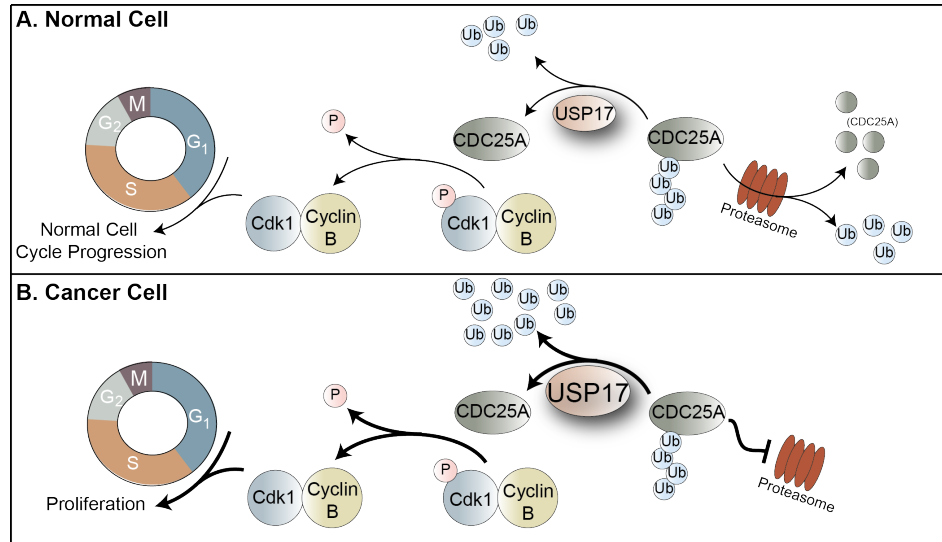 A. Normal Cell
Ub
Ub
Ub
Ub
M
G2
G1
S
P
CDC25A
USP17
CDC25A
(CDC25A)
Ub
Ub
Ub
Ub
Proteasome
P
Cdk1
Cyclin
B
Cdk1
Cyclin
B
Ub
Ub
Ub
Ub
Normal Cell
Cycle Progression
B. Cancer Cell
Ub
Ub
Ub
Ub
Ub
Ub
Ub
Ub
Ub
M
G2
G1
S
P
CDC25A
USP17
CDC25A
Ub
Ub
Ub
Ub
Proteasome
P
Cdk1
Cyclin
B
Cdk1
Cyclin
B
Proliferation